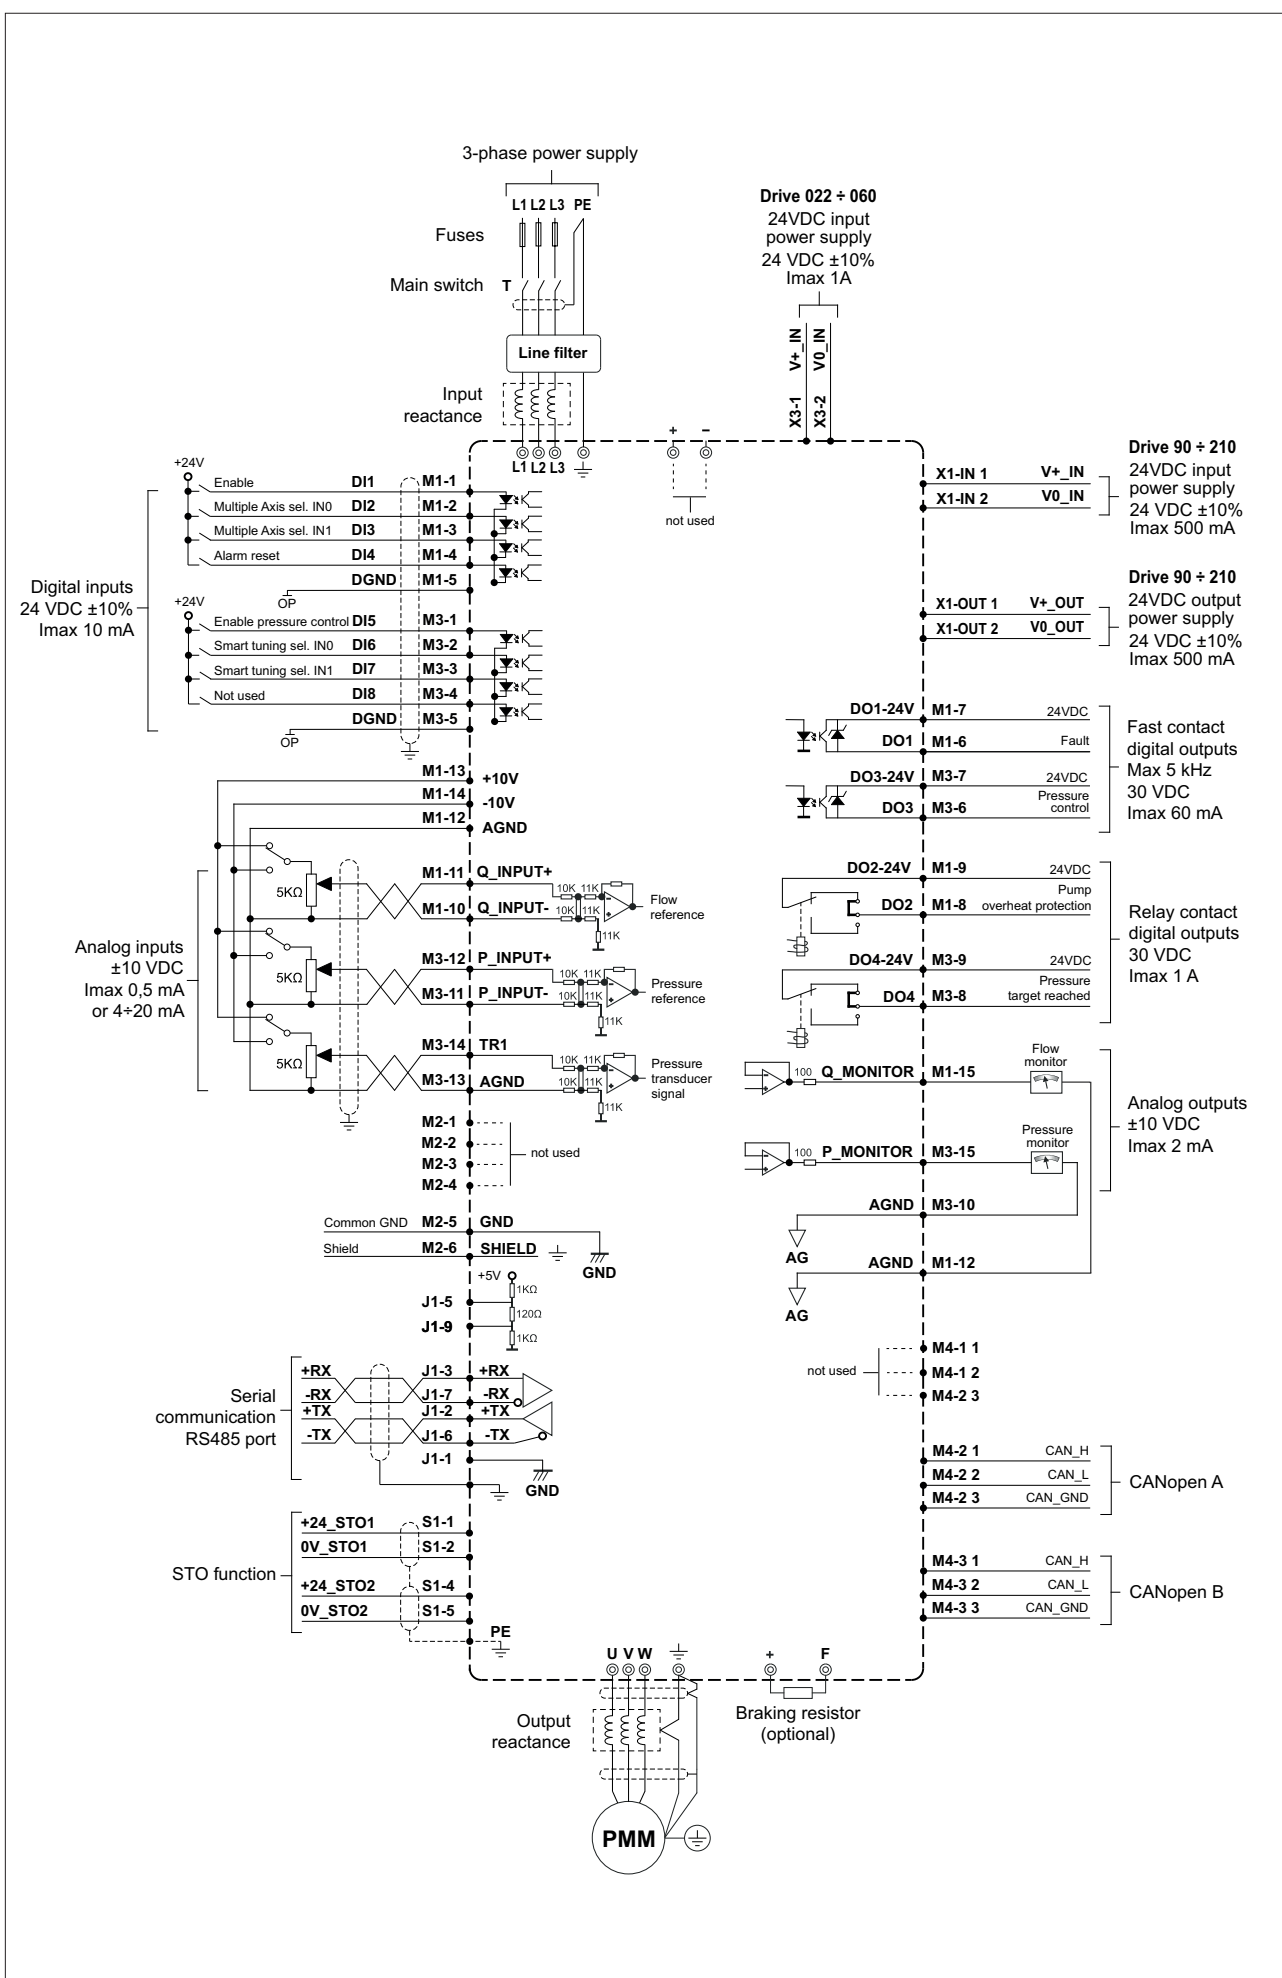 3-phase power supply
L1 L2 L3 PE
Fuses
Main switch T
Line filter
Input
reactance
L1 L2 L3
+ −
not used
Drive 022 ÷ 060
24VDC input
power supply
24 VDC ±10%
Imax 1A
V+_IN
V0_IN
X3-1
X3-2
Drive 90 ÷ 210
24VDC input
power supply
24 VDC ±10%
Imax 500 mA
X1-IN 1 V+_IN
X1-IN 2 V0_IN
Drive 90 ÷ 210
24VDC output
power supply
24 VDC ±10%
Imax 500 mA
X1-OUT 1 V+_OUT
X1-OUT 2 V0_OUT
Digital inputs
24 VDC ±10%
Imax 10 mA
+24V
Enable DI1 M1-1
Multiple Axis sel. IN0 DI2 M1-2
Multiple Axis sel. IN1 DI3 M1-3
Alarm reset DI4 M1-4
DGND M1-5
OP
+24V
Enable pressure control DI5 M3-1
Smart tuning sel. IN0 DI6 M3-2
Smart tuning sel. IN1 DI7 M3-3
Not used DI8 M3-4
DGND M3-5
OP
DO1-24V M1-7 24VDC
DO1 M1-6 Fault
DO3-24V M3-7 24VDC
Pressure
control
DO3 M3-6
Fast contact
digital outputs
Max 5 kHz
30 VDC
Imax 60 mA
DO2-24V M1-9 24VDC
Pump
overheat protection
DO2 M1-8
DO4-24V M3-9 24VDC
Pressure
target reached
DO4 M3-8
Relay contact
digital outputs
30 VDC
Imax 1 A
M1-13 +10V
M1-14 -10V
M1-12 AGND
Analog inputs
±10 VDC
Imax 0,5 mA
or 4÷20 mA
5KΩ
M1-11 Q_INPUT+
M1-10 Q_INPUT-
10K 11K
10K 11K
11K
Flow
reference
5KΩ
M3-12 P_INPUT+
M3-11 P_INPUT-
10K 11K
10K 11K
11K
Pressure
reference
5KΩ
M3-14 TR1
M3-13 AGND
10K 11K
10K 11K
11K
Pressure
transducer
signal
100 Q_MONITOR M1-15
Flow
monitor
100 P_MONITOR M3-15
Pressure
monitor
AGND M3-10
AG
AGND M1-12
AG
Analog outputs
±10 VDC
Imax 2 mA
M2-1
M2-2
M2-3
M2-4
not used
Common GND M2-5 GND
Shield M2-6 SHIELD
GND
+5V
1KΩ
J1-5
120Ω
J1-9
1KΩ
Serial
communication
RS485 port
+RX J1-3 +RX
-RX J1-7 -RX
+TX J1-2 +TX
-TX J1-6 -TX
J1-1
GND
not used
M4-1 1
M4-1 2
M4-2 3
M4-2 1 CAN_H
M4-2 2 CAN_L
M4-2 3 CAN_GND
CANopen A
M4-3 1 CAN_H
M4-3 2 CAN_L
M4-3 3 CAN_GND
CANopen B
STO function
+24_STO1 S1-1
0V_STO1 S1-2
+24_STO2 S1-4
0V_STO2 S1-5
PE
U V W
+ F
Braking resistor
(optional)
Output
reactance
PMM